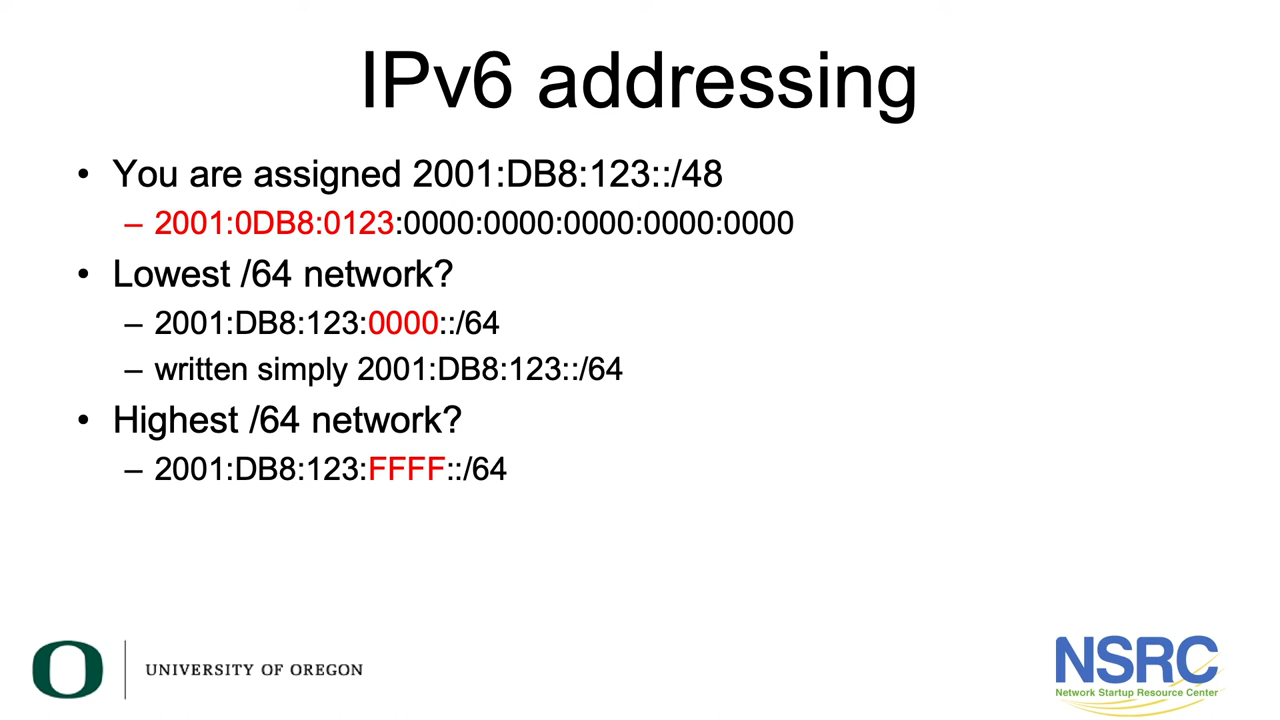 IPv6 addressing
• You are assigned 2001:DB8:123::/48
– 2001:0DB8:0123:0000:0000:0000:0000:0000
• Lowest /64 network?
– 2001:DB8:123:0000::/64
– written simply 2001:DB8:123::/64
• Highest /64 network?
– 2001:DB8:123:FFFF::/64
O UNIVERSITY OF OREGON
NSRC
Network Startup Resource Center